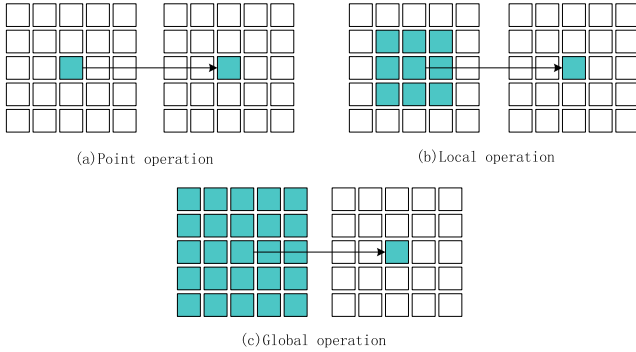 (a)Point operation
(b)Local operation
(c)Global operation